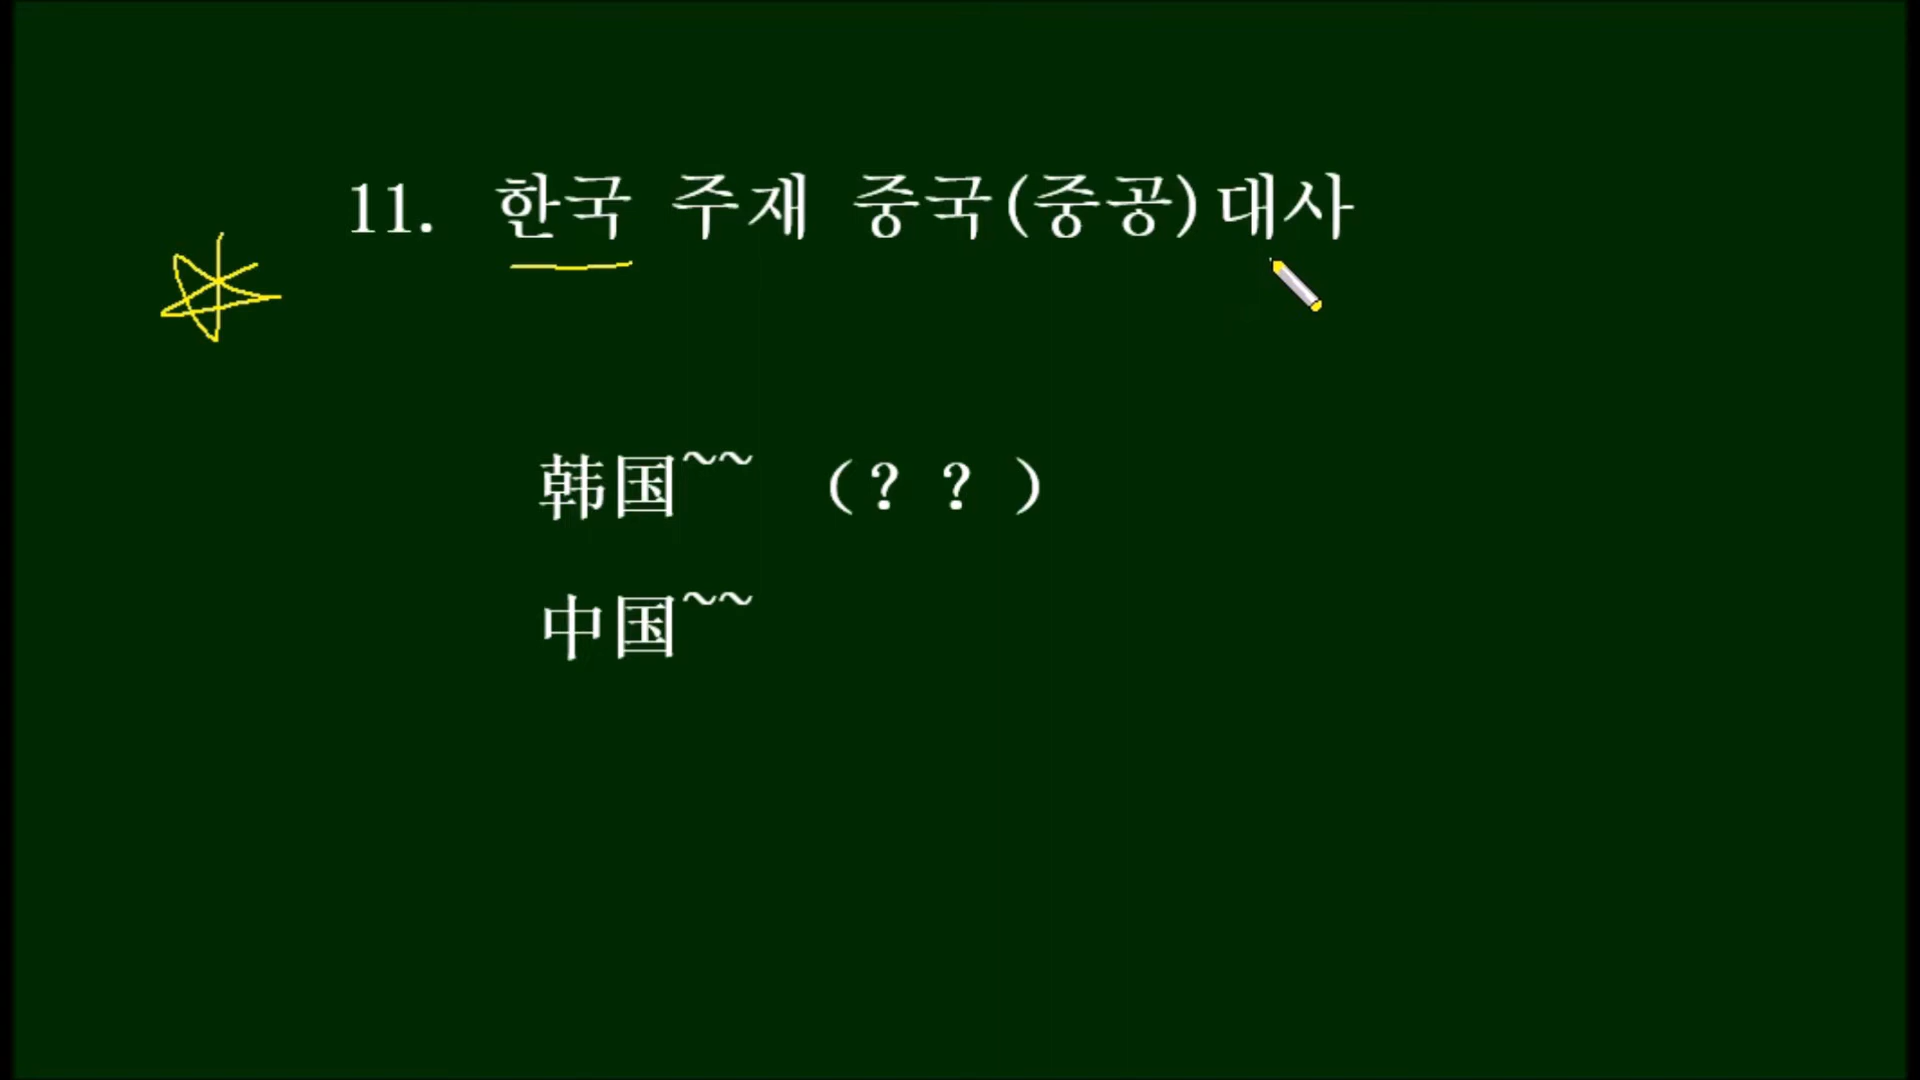 11. 한국 주재 중국(중공)대사
韩国~~ (? ? )
中国~~